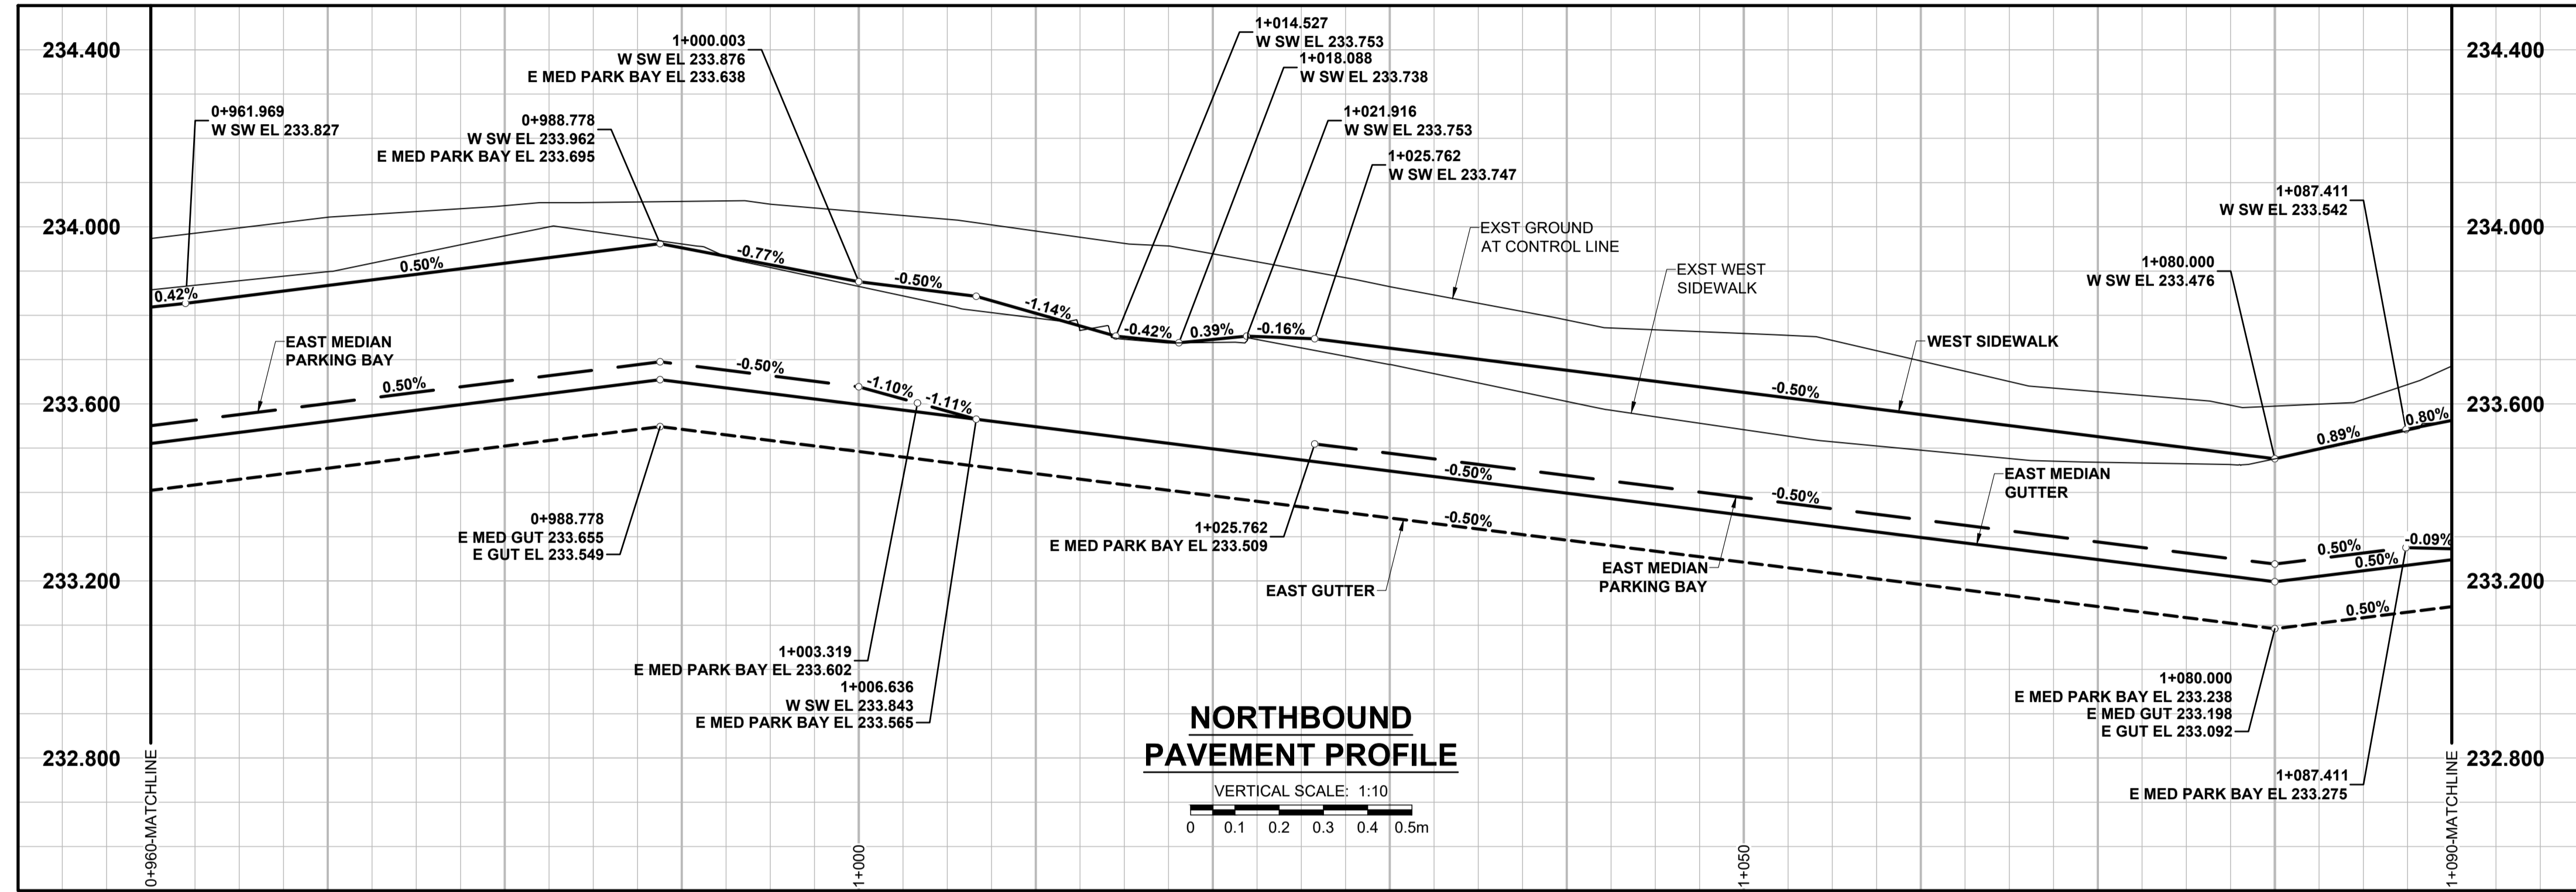 234.400
234.400
1+000.003
W SW EL 233.876
E MED PARK BAY EL 233.638
1+014.527
W SW EL 233.753
1+018.088
W SW EL 233.738
0+961.969
W SW EL 233.827
0+988.778
W SW EL 233.962
E MED PARK BAY EL 233.695
1+021.916
W SW EL 233.753
1+025.762
W SW EL 233.747
1+087.411
W SW EL 233.542
234.000
234.000
EXST GROUND
AT CONTROL LINE
EXST WEST
SIDEWALK
1+080.000
W SW EL 233.476
0.42%
0.50%
-0.77%
-0.50%
-1.14%
-0.42%
0.39%
-0.16%
WEST SIDEWALK
EAST MEDIAN
PARKING BAY
0.50%
-0.50%
-1.10%
-1.11%
-0.50%
0.89%
0.80%
233.600
233.600
-0.50%
-0.50%
EAST MEDIAN
GUTTER
0+988.778
E MED GUT 233.655
E GUT EL 233.549
-0.50%
1+025.762
E MED PARK BAY EL 233.509
EAST GUTTER
EAST MEDIAN
PARKING BAY
0.50%
-0.09%
0.50%
233.200
233.200
0.50%
1+003.319
E MED PARK BAY EL 233.602
1+006.636
W SW EL 233.843
E MED PARK BAY EL 233.565
1+080.000
E MED PARK BAY EL 233.238
E MED GUT 233.198
E GUT EL 233.092
NORTHBOUND
PAVEMENT PROFILE
VERTICAL SCALE: 1:10
0 0.1 0.2 0.3 0.4 0.5m
232.800
232.800
1+087.411
E MED PARK BAY EL 233.275
0+960-MATCHLINE
1+000
1+050
1+090-MATCHLINE